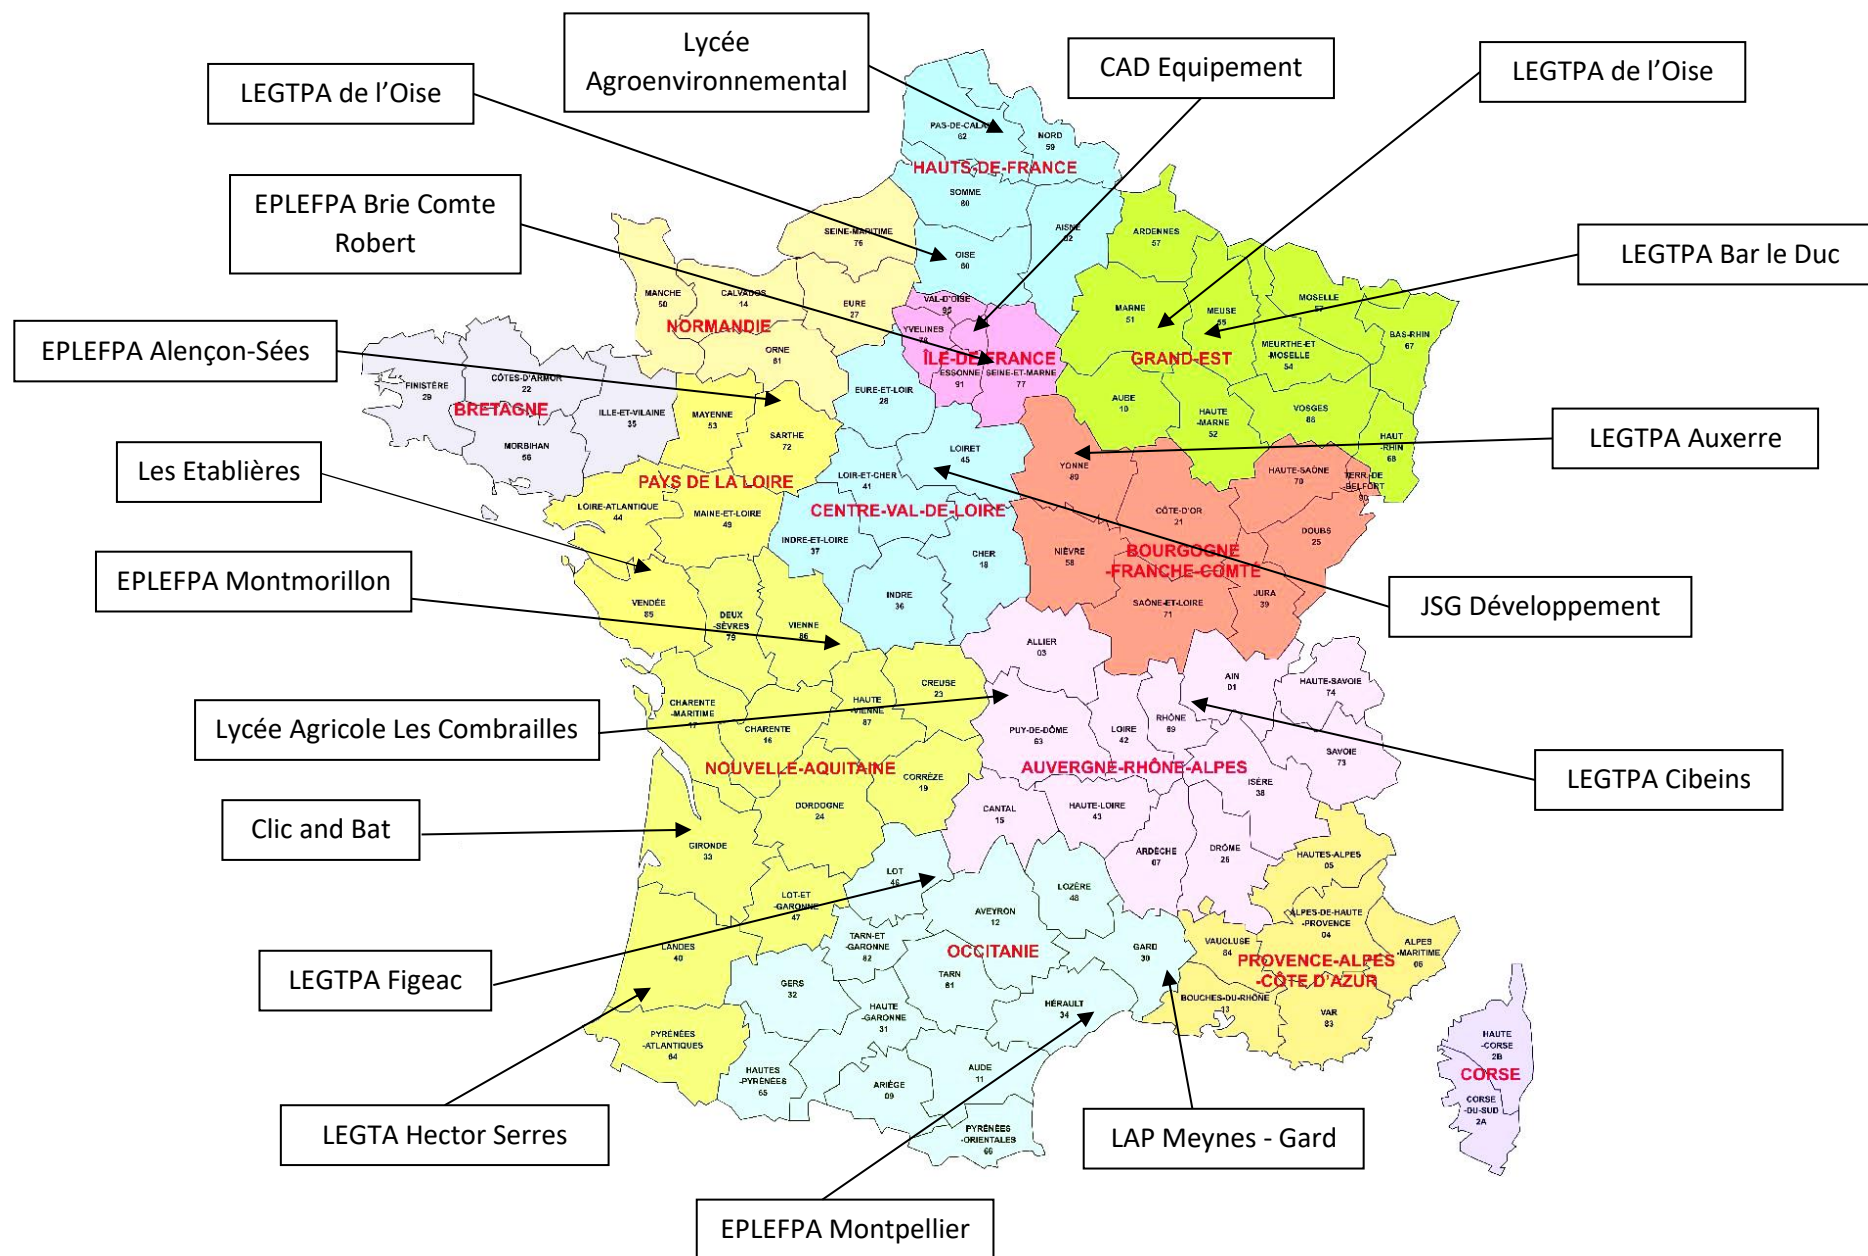 Lycée
Agroenvironnemental
CAD Equipement
LEGTPA de l’Oise
LEGTPA de l’Oise
EPLEFPA Brie Comte
Robert
LEGTPA Bar le Duc
EPLEFPA Alençon-Sées
LEGTPA Auxerre
Les Etablières
EPLEFPA Montmorillon
JSG Développement
Lycée Agricole Les Combrailles
LEGTPA Cibeins
Clic and Bat
LEGTPA Figeac
LEGTA Hector Serres
LAP Meynes - Gard
EPLEFPA Montpellier
PAS-DE-CALA
62
NORD
59
HAUTS-DE-FRANCE
SOMME
80
AISNE
02
OISE
60
SEINE-MARITIME
76
EURE
27
CALVADOS
14
MANCHE
50
NORMANDIE
ORNE
61
VAL-D'OISE
95
YVELINES
78
ÎLE-DE-FRANCE
ESSONNE
91
SEINE-ET-MARNE
77
ARDENNES
57
MARNE
51
MEUSE
55
MOSELLE
57
BAS-RHIN
67
MEURTHE-ET
-MOSELLE
54
GRAND-EST
AUBE
10
HAUTE
-MARNE
52
VOSGES
88
HAUT
-RHIN
68
FINISTÈRE
29
CÔTES-D'ARMOR
22
BRETAGNE
ILLE-ET-VILAINE
35
MORBIHAN
56
MAYENNE
53
SARTHE
72
PAYS DE LA LOIRE
LOIRE-ATLANTIQUE
44
MAINE-ET-LOIRE
49
VENDÉE
85
EURE-ET-LOIR
28
LOIRET
45
LOIR-ET-CHER
41
CENTRE-VAL-DE-LOIRE
INDRE-ET-LOIRE
37
CHER
18
INDRE
36
YONNE
89
HAUTE-SAÔNE
70
TERR.-DE
BELFORT
90
CÔTE-D'OR
21
DOUBS
25
NIÈVRE
58
BOURGOGNE
-FRANCHE-COMTÉ
SAÔNE-ET-LOIRE
71
JURA
39
DEUX
-SÈVRES
79
VIENNE
86
CHARENTE
-MARITIME
17
CHARENTE
16
HAUTE
-VIENNE
87
CREUSE
23
NOUVELLE-AQUITAINE
CORRÈZE
19
DORDOGNE
24
GIRONDE
33
LOT-ET
-GARONNE
47
LANDES
40
PYRÉNÉES
-ATLANTIQUES
64
ALLIER
03
PUY-DE-DÔME
63
LOIRE
42
RHÔNE
69
AIN
01
HAUTE-SAVOIE
74
SAVOIE
73
AUVERGNE-RHÔNE-ALPES
ISÈRE
38
CANTAL
15
HAUTE-LOIRE
43
ARDÈCHE
07
DRÔME
26
LOT
46
AVEYRON
12
LOZÈRE
48
TARN-ET
-GARONNE
82
OCCITANIE
GARD
30
TARN
81
GERS
32
HAUTE
-GARONNE
31
HÉRAULT
34
HAUTES
-PYRÉNÉES
65
ARIÈGE
09
AUDE
11
PYRÉNÉES
-ORIENTALES
66
HAUTES-ALPES
05
ALPES-DE-HAUTE
-PROVENCE
04
ALPES
-MARITIME
06
VAUCLUSE
84
PROVENCE-ALPES
-CÔTE D'AZUR
BOUCHES-DU-RHÔNE
13
VAR
83
HAUTE
-CORSE
2B
CORSE
CORSE
-DU-SUD
2A